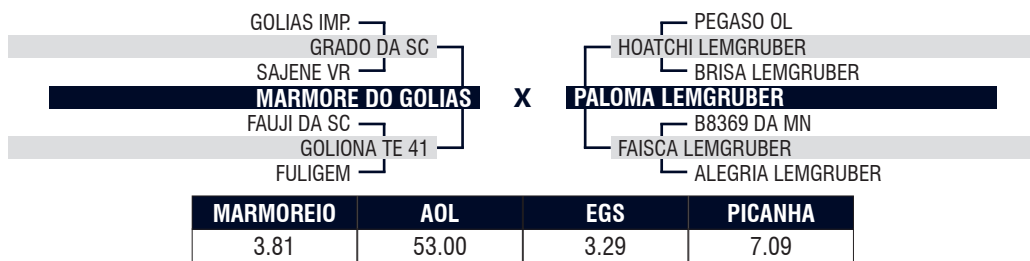 GOLIAS IMP. PEGASO OL
GRADO DA SC HOATCHI LEMGRUBER
SAJENE VR BRISA LEMGRUBER
MARMORE DO GOLIAS X PALOMA LEMGRUBER
FAUJI DA SC B8369 DA MN
GOLIONA TE 41 FAISCA LEMGRUBER
FULIGEM ALEGRIA LEMGRUBER
MARMOREIO AOL EGS PICANHA
3.81 53.00 3.29 7.09